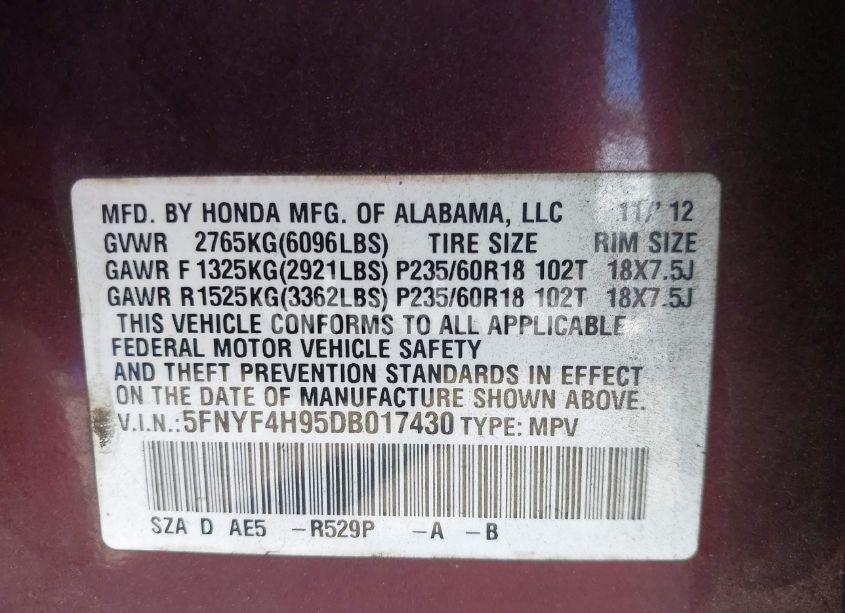 MFD. BY HONDA MFG. OF ALABAMA, LLC 11/' 12
GVWR 2765KG(6096LBS) TIRE SIZE RIM SIZE
GAWR F 1325KG(2921LBS) P235/60R18 102T 18X7.5J
GAWR R 1525KG(3362LBS) P235/60R18 102T 18X7.5J
THIS VEHICLE CONFORMS TO ALL APPLICABLE
FEDERAL MOTOR VEHICLE SAFETY
AND THEFT PREVENTION STANDARDS IN EFFECT
ON THE DATE OF MANUFACTURE SHOWN ABOVE.
V.I.N.:5FNYF4H95DB017430 TYPE: MPV
SZA D AE5 -R529P -A -B